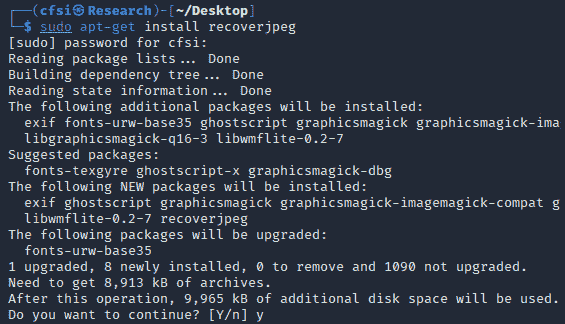 ┌──(cfsi㉿Research)-[~/Desktop]
└─$ sudo apt-get install recoverjpeg
[sudo] password for cfsi:
Reading package lists... Done
Building dependency tree... Done
Reading state information... Done
The following additional packages will be installed:
  exif fonts-urw-base35 ghostscript graphicsmagick graphicsmagick-ima
  libgraphicsmagick-q16-3 libwmflite-0.2-7
Suggested packages:
  fonts-texgyre ghostscript-x graphicsmagick-dbg
The following NEW packages will be installed:
  exif ghostscript graphicsmagick graphicsmagick-imagemagick-compat g
  libwmflite-0.2-7 recoverjpeg
The following packages will be upgraded:
  fonts-urw-base35
1 upgraded, 8 newly installed, 0 to remove and 1090 not upgraded.
Need to get 8,913 kB of archives.
After this operation, 9,965 kB of additional disk space will be used.
Do you want to continue? [Y/n] y